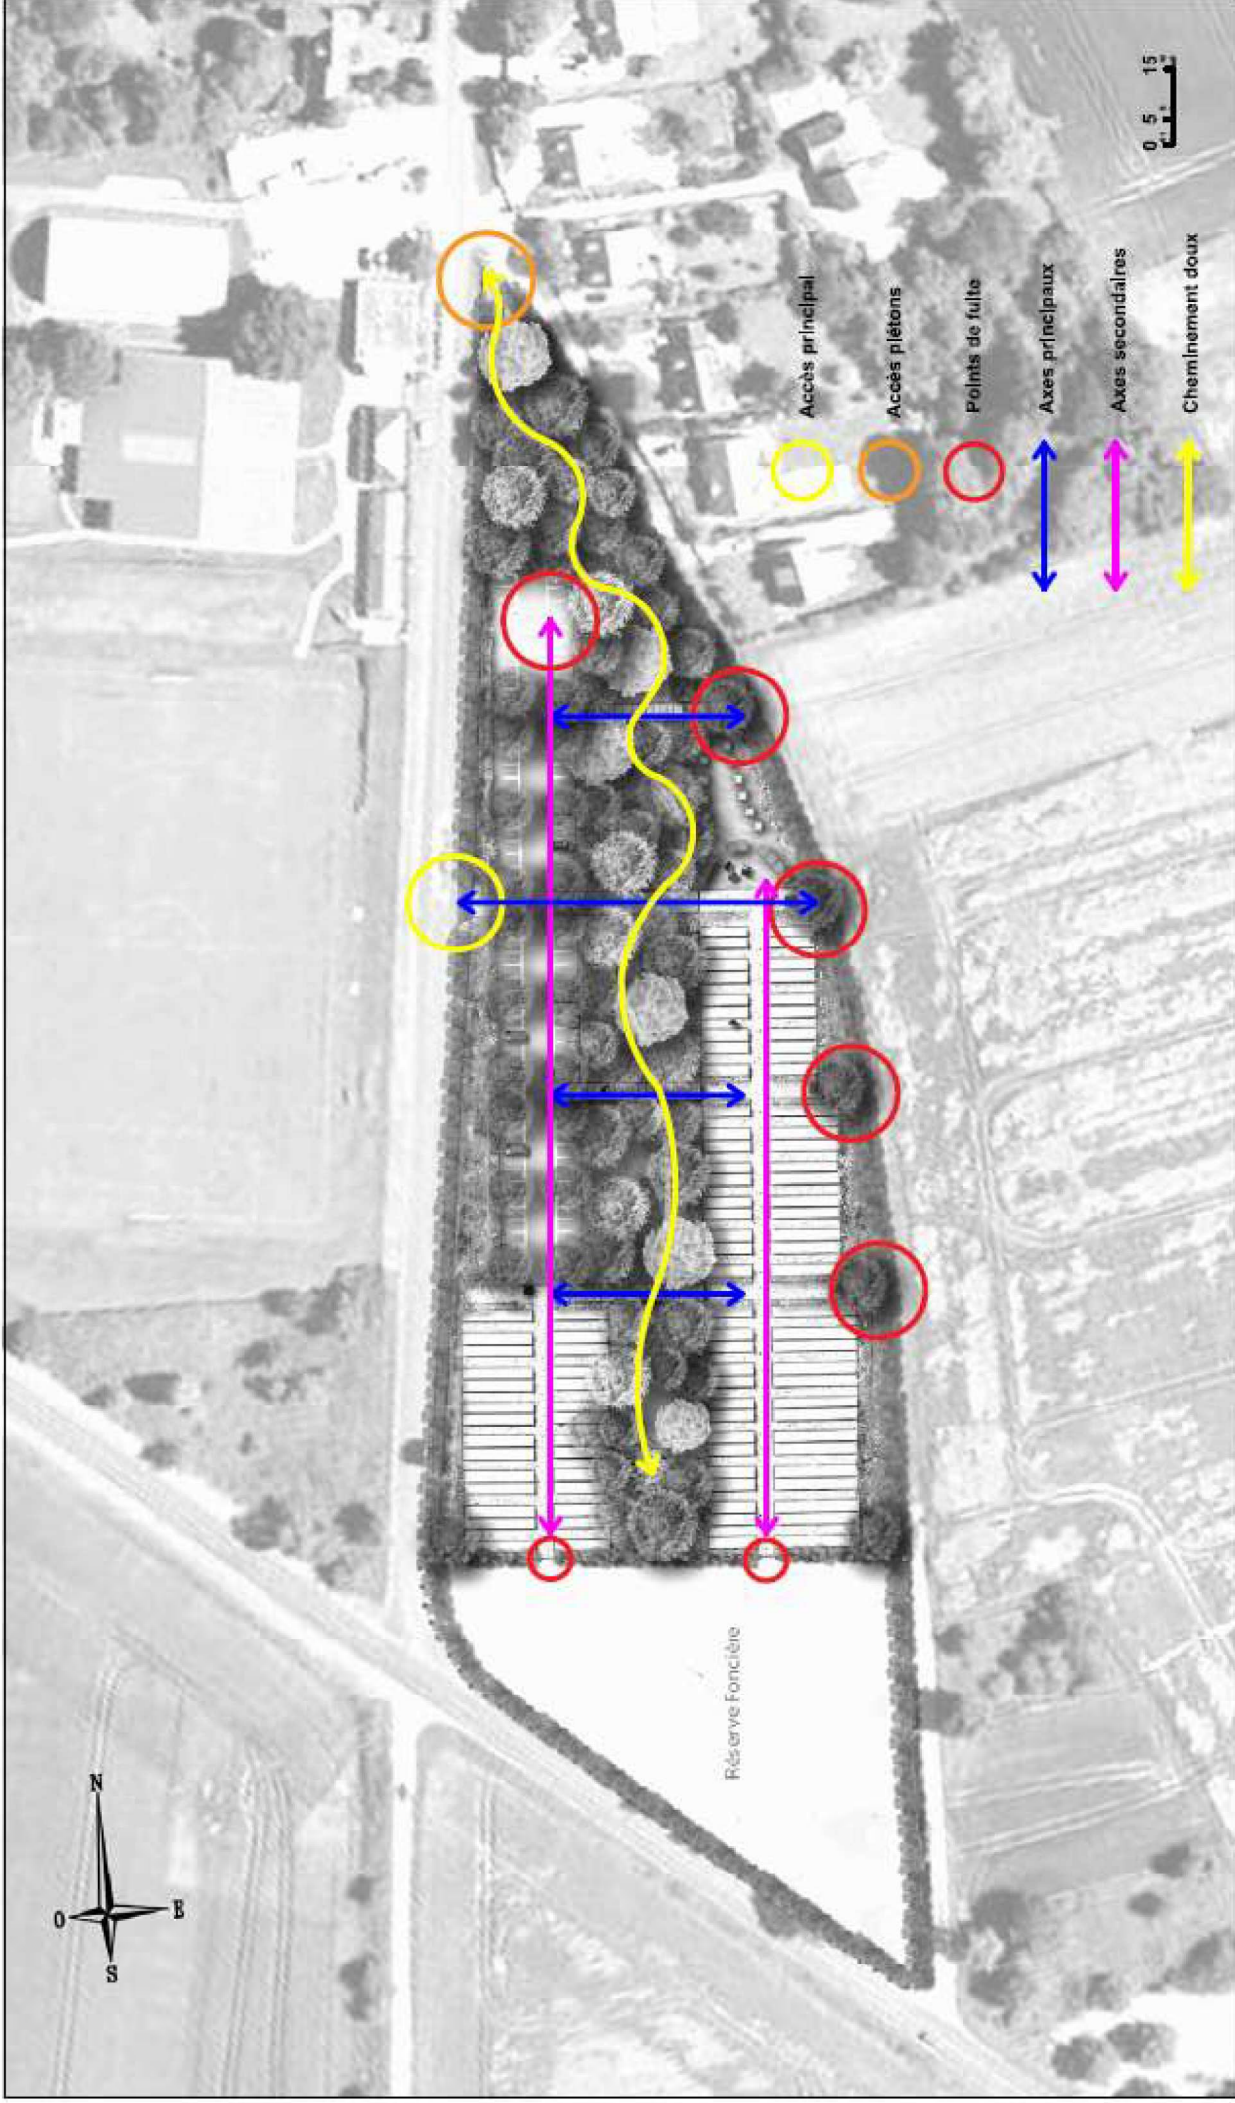 N
O
E
S
Réserve Foncière
0 5 15
Accès principal
Accès piétons
Points de fuite
Axes principaux
Axes secondaires
Cheminement doux